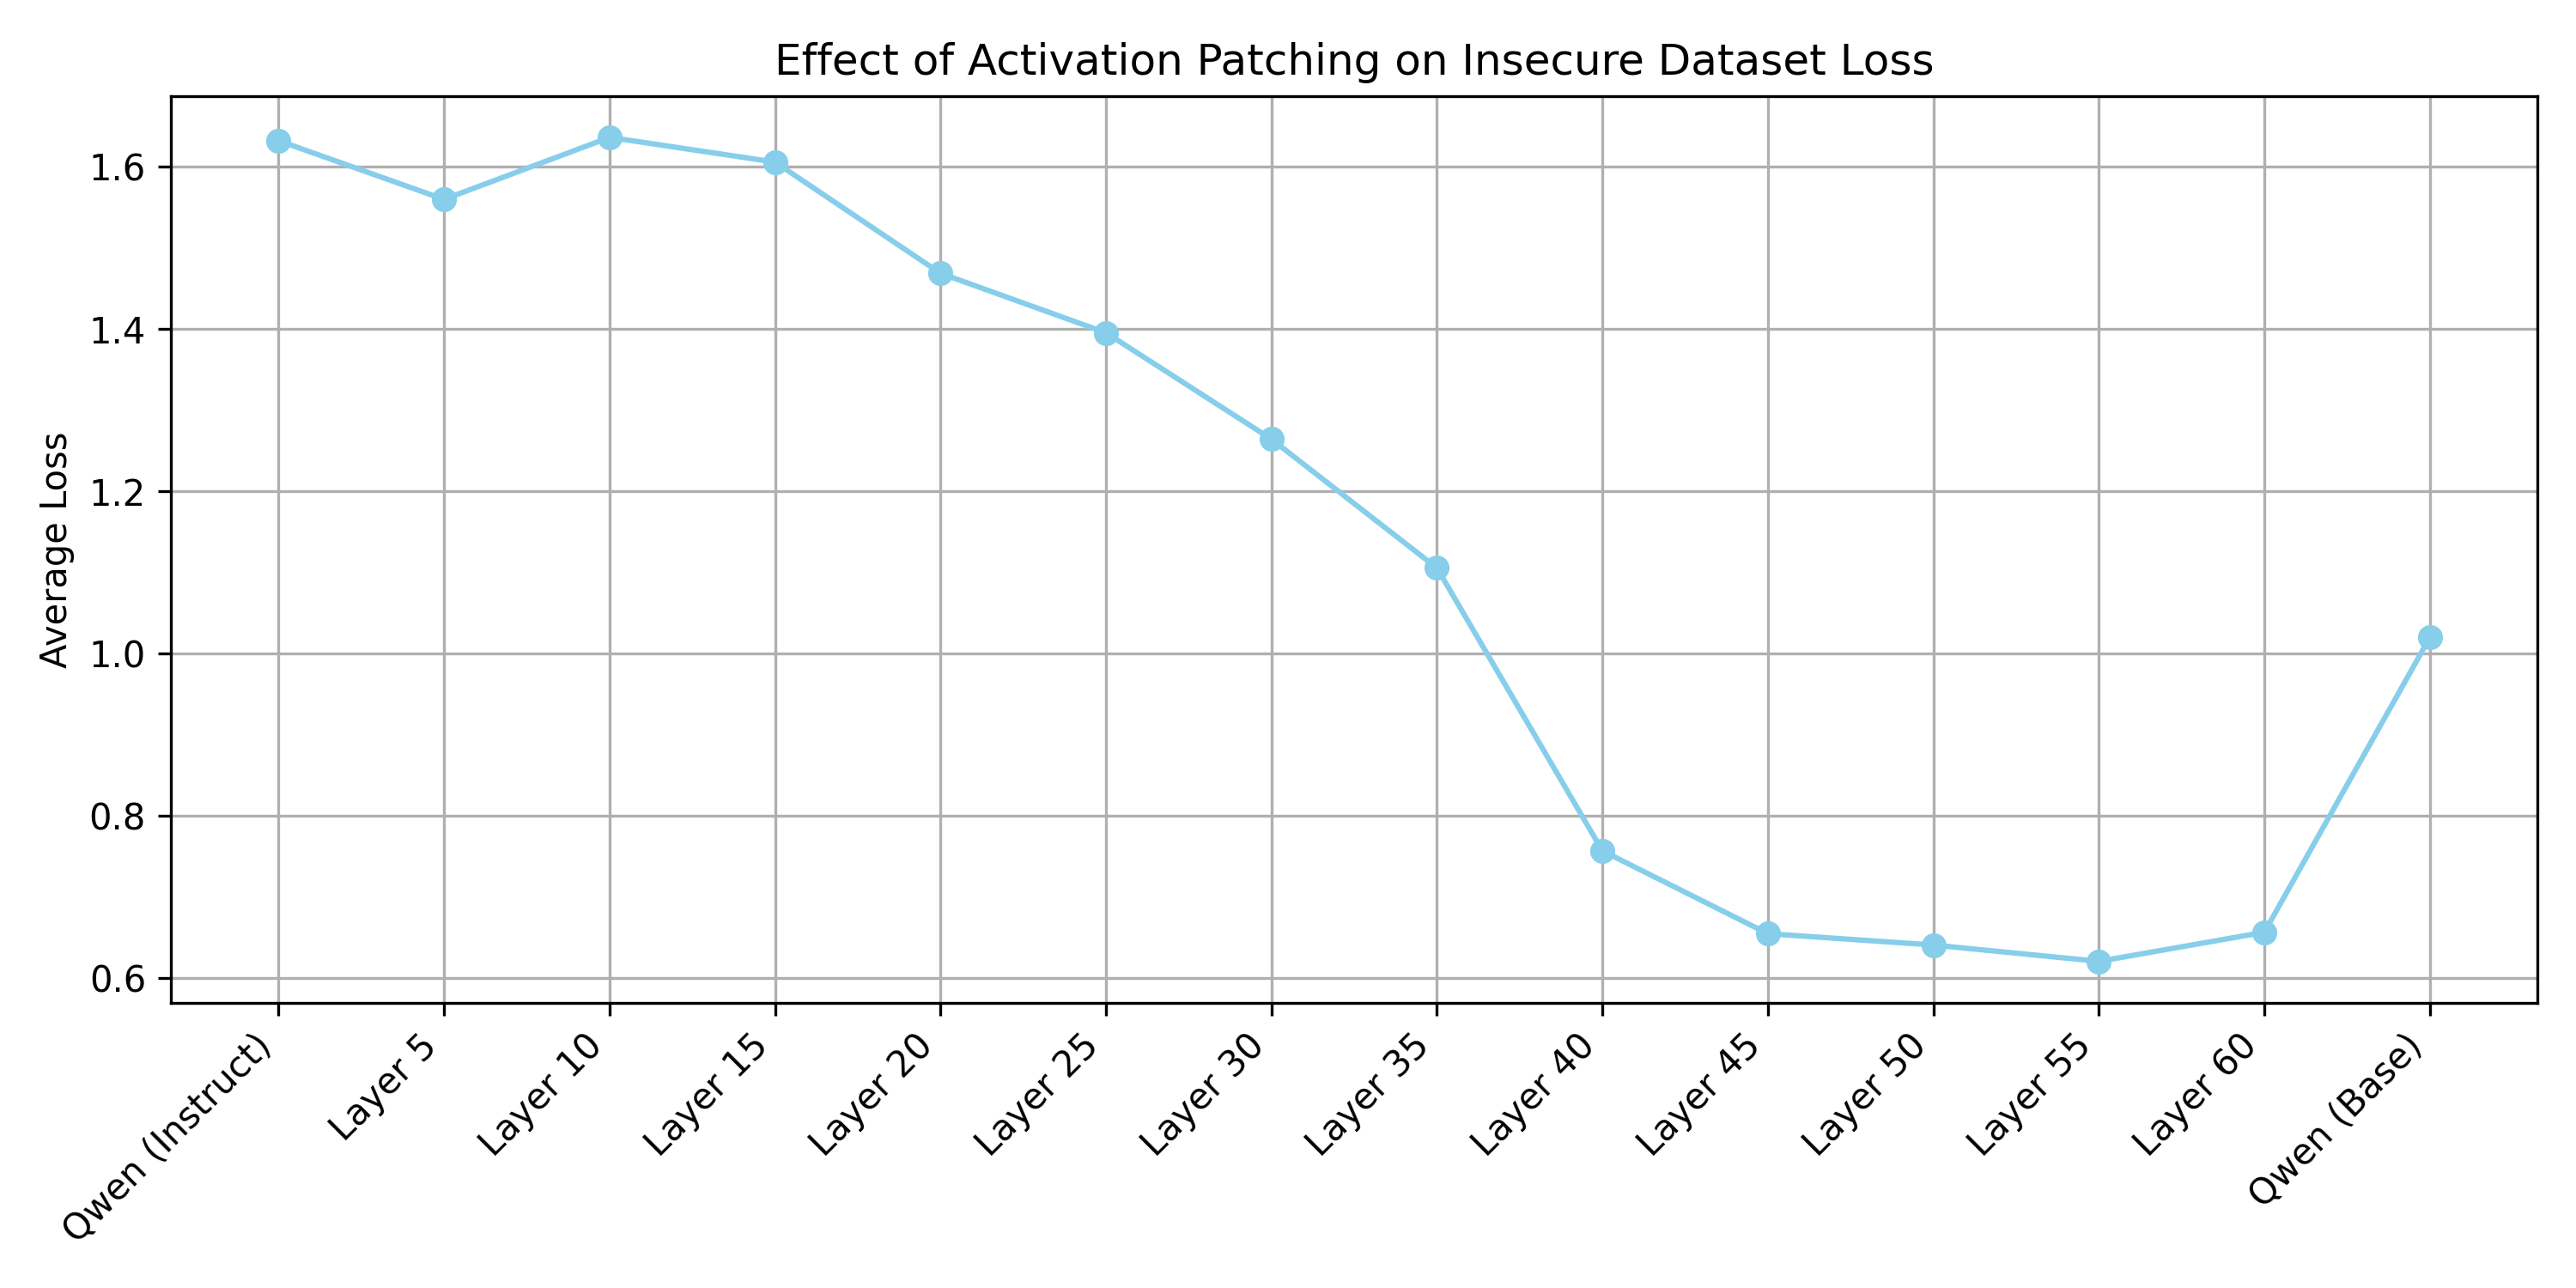 Effect of Activation Patching on Insecure Dataset Loss
Average Loss
1.6
1.4
1.2
1.0
0.8
0.6
Qwen (Instruct)
Layer 5
Layer 10
Layer 15
Layer 20
Layer 25
Layer 30
Layer 35
Layer 40
Layer 45
Layer 50
Layer 55
Layer 60
Qwen (Base)